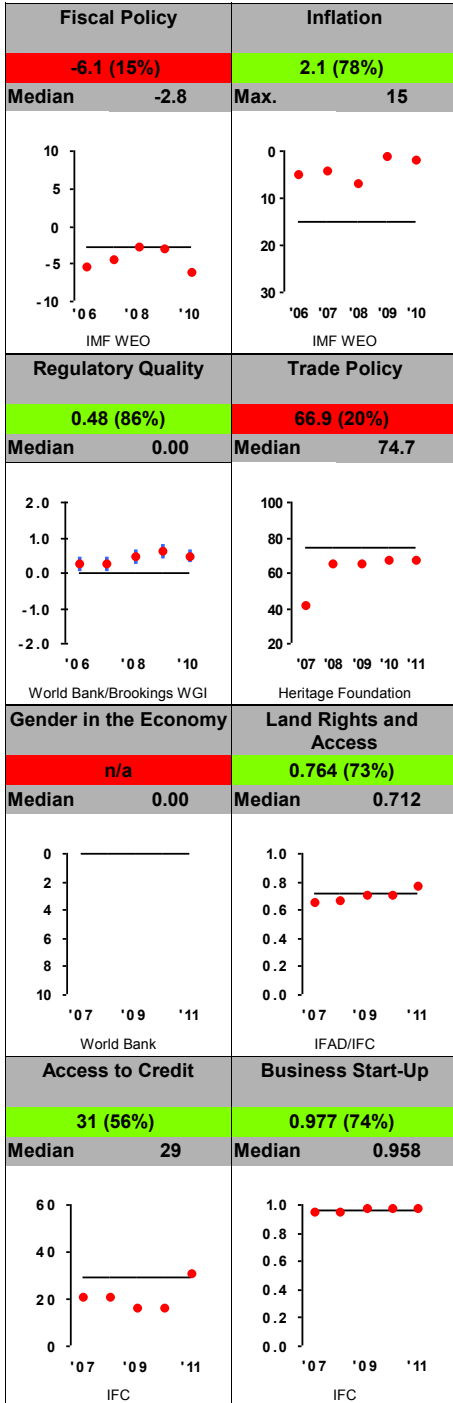 Fiscal Policy
-6.1 (15%)
Median -2.8
10
5
0
-5
-10
'06 '08 '10
IMF WEO
Inflation
2.1 (78%)
Max. 15
0
10
20
30
'06 '07 '08 '09 '10
IMF WEO
Regulatory Quality
0.48 (86%)
Median 0.00
2.0
1.0
0.0
-1.0
-2.0
'06 '08 '10
World Bank/Brookings WGI
Trade Policy
66.9 (20%)
Median 74.7
100
80
60
40
20
'07 '08 '09 '10 '11
Heritage Foundation
Gender in the Economy
n/a
Median 0.00
0
2
4
6
8
10
'07 '09 '11
World Bank
Land Rights and
Access
0.764 (73%)
Median 0.712
1.0
0.8
0.6
0.4
0.2
0.0
'07 '09 '11
IFAD/IFC
Access to Credit
31 (56%)
Median 29
60
40
20
0
'07 '09 '11
IFC
Business Start-Up
0.977 (74%)
Median 0.958
1.0
0.8
0.6
0.4
0.2
0.0
'07 '09 '11
IFC